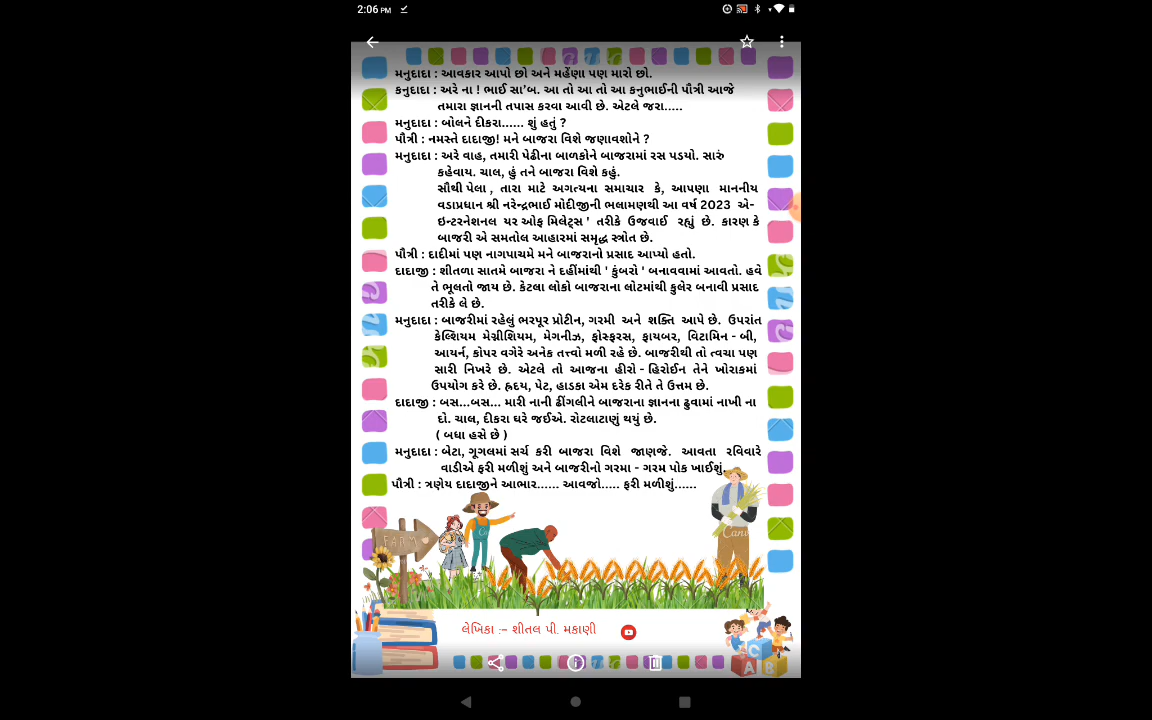 2:06 PM
મનુદાદા : આવકાર આપો છો અને મહેંણા પણ મારો છો.
કનુદાદા : અરે ના ! ભાઈ સા'બ. આ તો આ તો આ કનુભાઈની પૌત્રી આજે
તમારા જ્ઞાનની તપાસ કરવા આવી છે. એટલે જરા.....
મનુદાદા : બોલને દીકરા...... શું હતું ?
પૌત્રી : નમસ્તે દાદાજી! મને બાજરા વિશે જણાવશોને ?
મનુદાદા : અરે વાહ, તમારી પેઢીના બાળકોને બાજરામાં રસ પડયો. સારું
કહેવાય. ચાલ, હું તને બાજરા વિશે કહું.
સૌથી પેલા , તારા માટે અગત્યના સમાચાર કે, આપણા માનનીય
વડાપ્રધાન શ્રી નરેન્દ્રભાઈ મોદીજીની ભલામણથી આ વર્ષ 2023 એ-
ઇન્ટરનેશનલ યર ઓફ મિલેટ્સ ' તરીકે ઉજવાઈ રહ્યું છે. કારણ કે
બાજરી એ સમતોલ આહારમાં સમૃદ્ધ સ્ત્રોત છે.
પૌત્રી : દાદીમાં પણ નાગપાચમે મને બાજરાનો પ્રસાદ આપ્યો હતો.
દાદાજી : શીતળા સાતમે બાજરા ને દહીંમાંથી ' કુંબરો ' બનાવવામાં આવતો. હવે
તે ભૂલતો જાય છે. કેટલા લોકો બાજરાના લોટમાંથી કુલેર બનાવી પ્રસાદ
તરીકે લે છે.
મનુદાદા : બાજરીમાં રહેલું ભરપૂર પ્રોટીન, ગરમી અને શક્તિ આપે છે. ઉપરાંત
કેલ્શિયમ મેગ્નીશિયમ, મેગનીઝ, ફોસ્ફરસ, ફાયબર, વિટામિન - બી,
આયર્ન, કોપર વગેરે અનેક તત્ત્વો મળી રહે છે. બાજરીથી તો ત્વચા પણ
સારી નિખરે છે. એટલે તો આજના હીરો - હિરોઈન તેને ખોરાકમાં
ઉપયોગ કરે છે. હ્રદય, પેટ, હાડકા એમ દરેક રીતે તે ઉત્તમ છે.
દાદાજી : બસ...બસ... મારી નાની ઢીંગલીને બાજરાના જ્ઞાનના ઢુવામાં નાખી ના
દો. ચાલ, દીકરા ઘરે જઈએ. રોટલાટાણું થયું છે.
( બધા હસે છે )
મનુદાદા : બેટા, ગૂગલમાં સર્ચ કરી બાજરા વિશે જાણજે. આવતા રવિવારે
વાડીએ ફરી મળીશું અને બાજરીનો ગરમા - ગરમ પોક ખાઈશું.
પૌત્રી : ત્રણેય દાદાજીને આભાર...... આવજો..... ફરી મળીશું......
FARM
Canva
લેખિકા :– શીતલ પી. મકાણી
C
A B